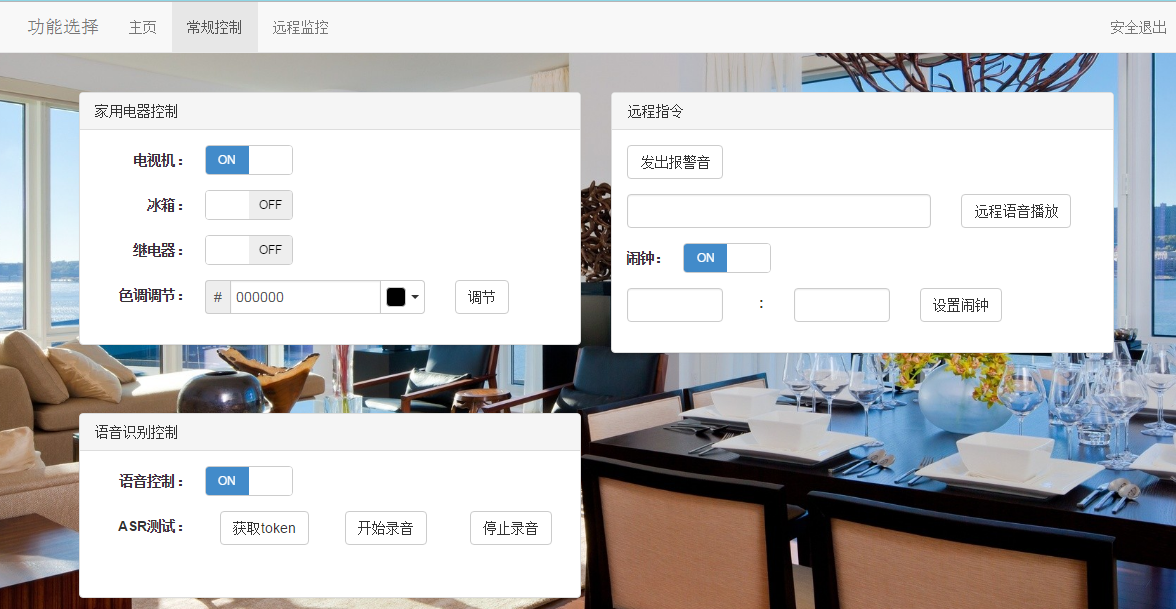 功能选择 主页 常规控制 远程监控 安全退出
家用电器控制
电视机： ON
冰箱： OFF
继电器： OFF
色调调节： # 000000 调节
远程指令
发出报警音
远程语音播放
闹钟： ON
: 设置闹钟
语音识别控制
语音控制： ON
ASR测试： 获取token 开始录音 停止录音